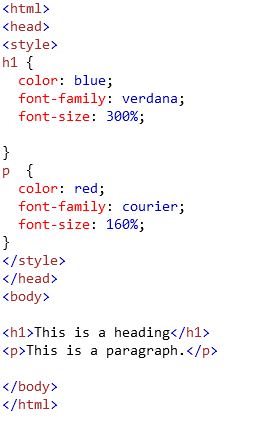 <html>
<head>
<style>
h1 {
  color: blue;
  font-family: verdana;
  font-size: 300%;

}
p  {
  color: red;
  font-family: courier;
  font-size: 160%;
}
</style>
</head>
<body>

<h1>This is a heading</h1>
<p>This is a paragraph.</p>

</body>
</html>